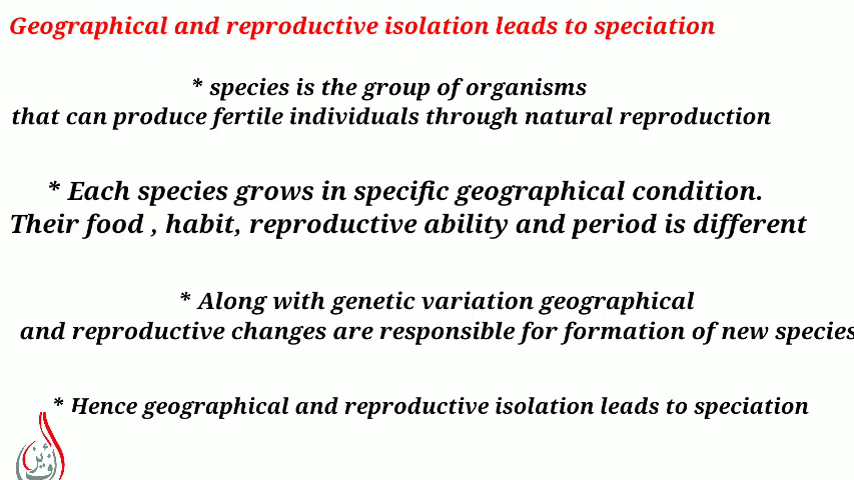 Geographical and reproductive isolation leads to speciation
* species is the group of organisms
that can produce fertile individuals through natural reproduction
* Each species grows in specific geographical condition.
Their food , habit, reproductive ability and period is different
* Along with genetic variation geographical
and reproductive changes are responsible for formation of new species
* Hence geographical and reproductive isolation leads to speciation